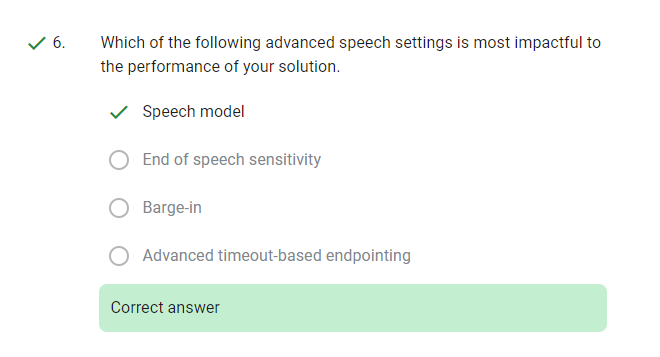 6. Which of the following advanced speech settings is most impactful to
the performance of your solution.
Speech model
End of speech sensitivity
Barge-in
Advanced timeout-based endpointing
Correct answer